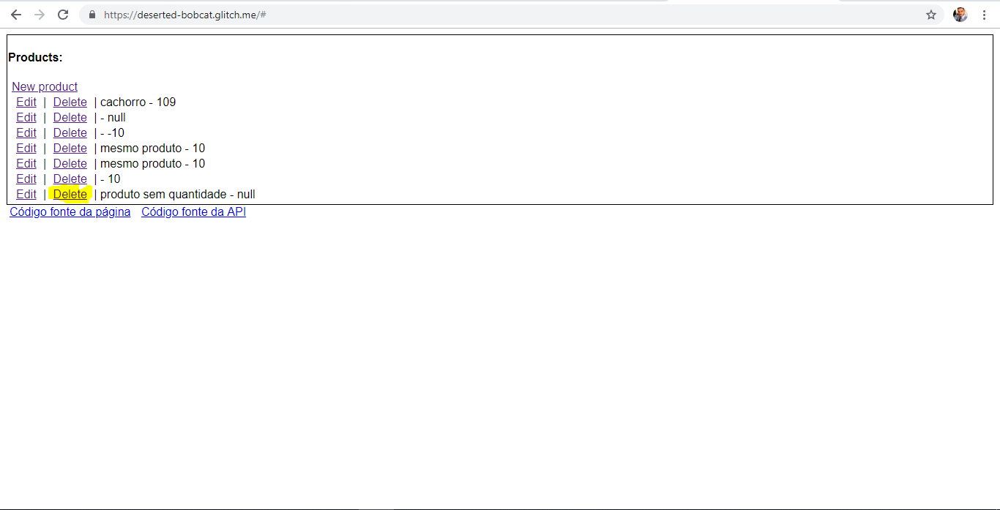 https://deserted-bobcat.glitch.me/#
Products:
New product
Edit | Delete | cachorro - 109
Edit | Delete | - null
Edit | Delete | - -10
Edit | Delete | mesmo produto - 10
Edit | Delete | mesmo produto - 10
Edit | Delete | - 10
Edit | Delete | produto sem quantidade - null
Código fonte da página Código fonte da API